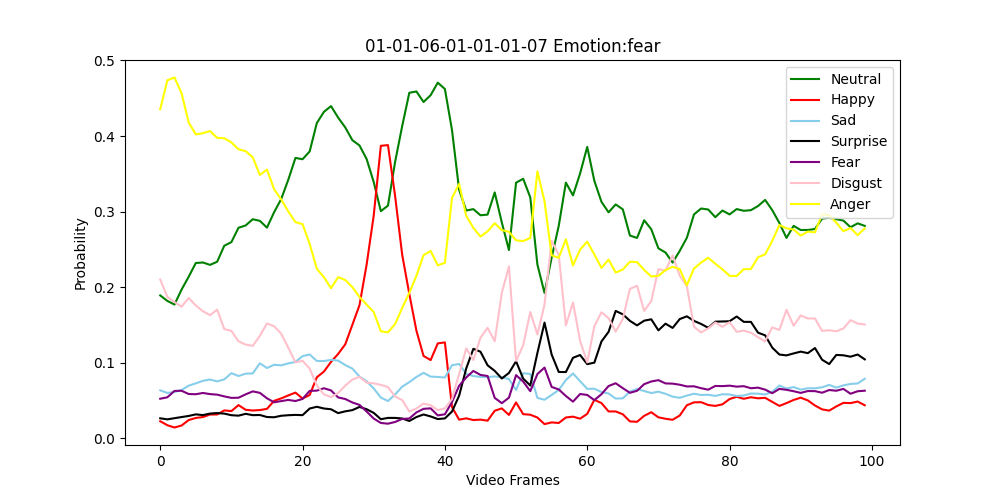 01-01-06-01-01-01-07 Emotion:fear
Probability
0.5
0.4
0.3
0.2
0.1
0.0
0
20
40
60
80
100
Video Frames
Neutral
Happy
Sad
Surprise
Fear
Disgust
Anger